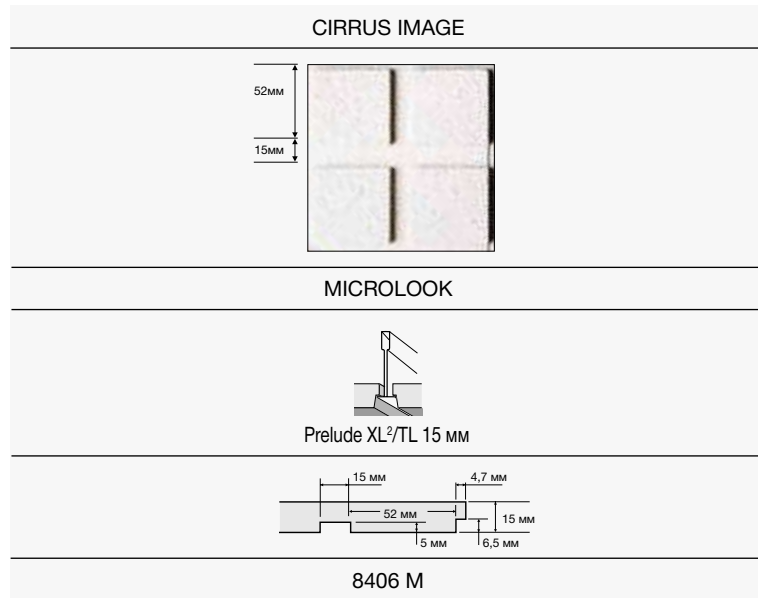 CIRRUS IMAGE
52мм
15мм
MICROLOOK
Prelude XL²/TL 15 мм
15 мм
4,7 мм
52 мм
15 мм
5 мм
6,5 мм
8406 M